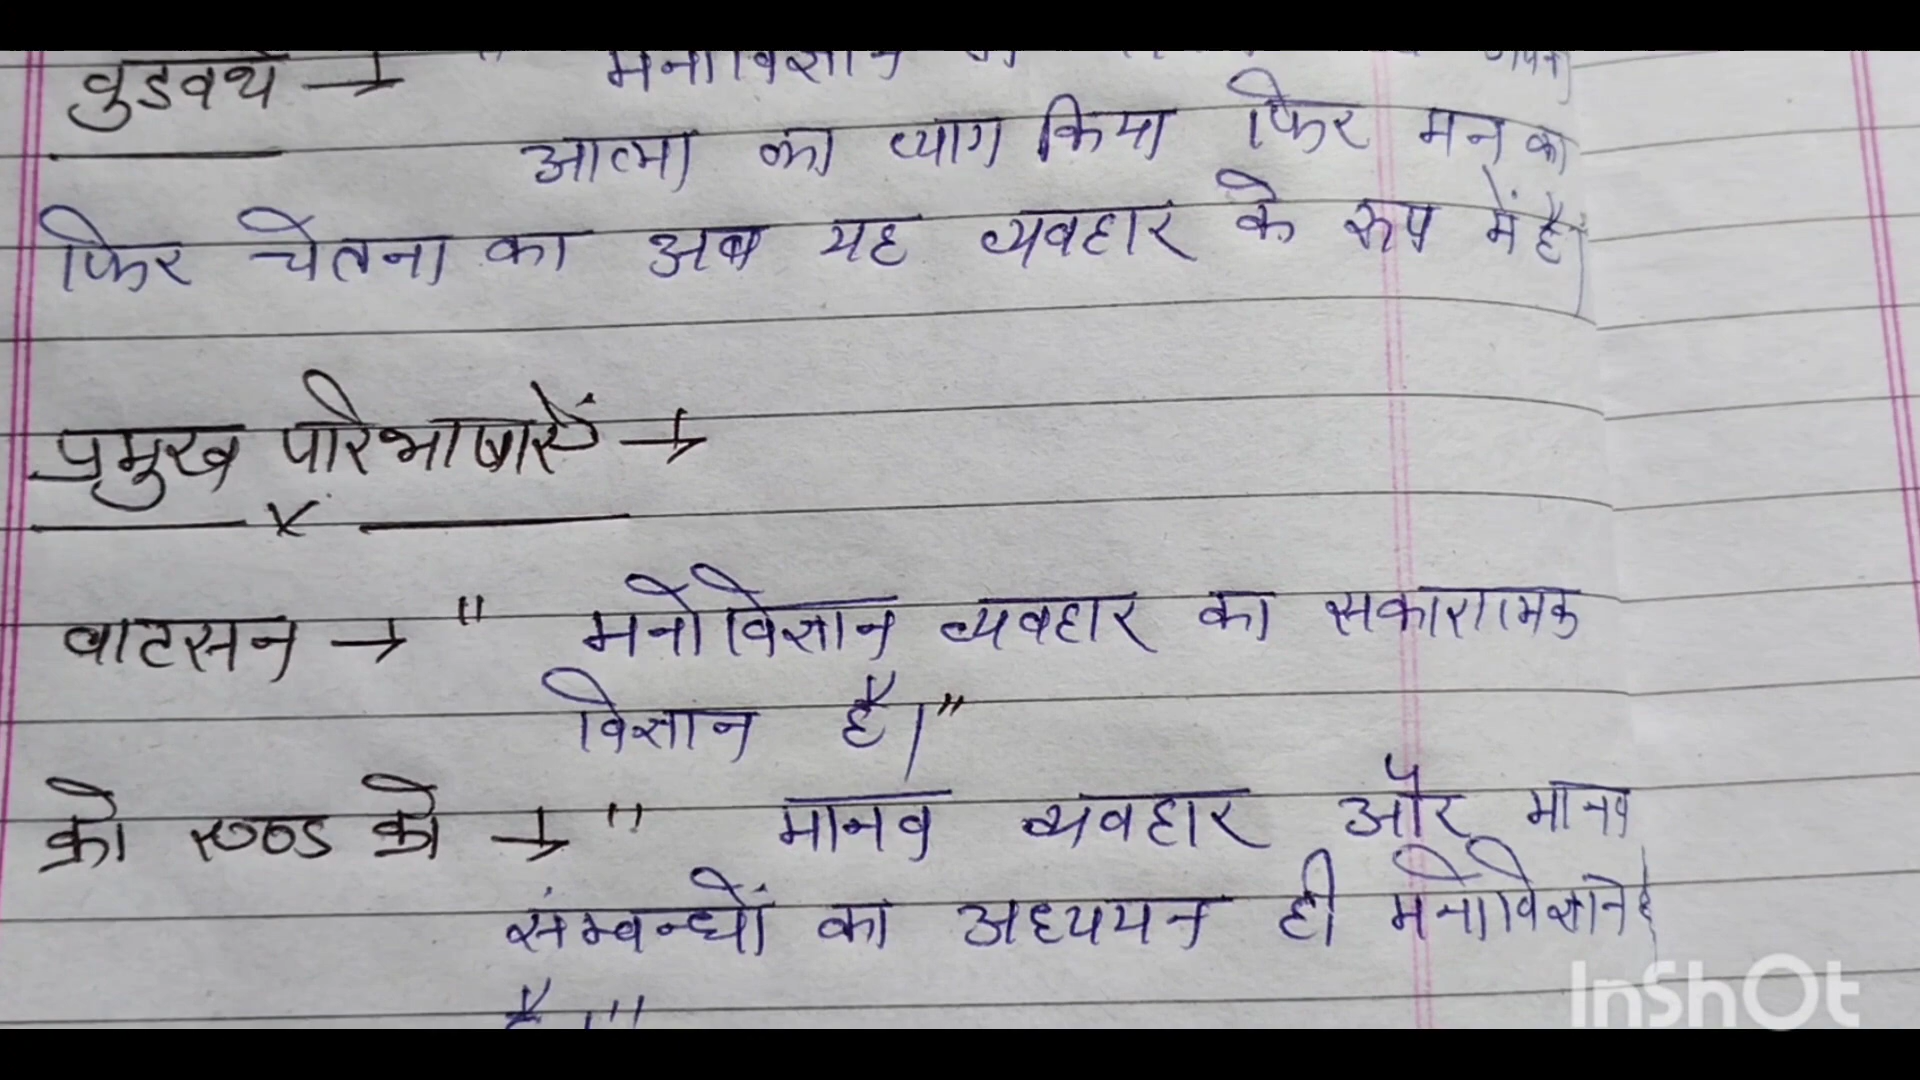 वुडवर्थ → " मनोविज्ञान ने
आत्मा का त्याग किया फिर मन का
फिर चेतना का अब यह व्यवहार के रूप में है।
प्रमुख परिभाषाऐं →
वाटसन → " मनोविज्ञान व्यवहार का सकारात्मक
विज्ञान है।"
क्रो एण्ड क्रो → " मानव व्यवहार और मानव
संम्बन्धों का अध्ययन ही मनोविज्ञान
है।"
InShOt